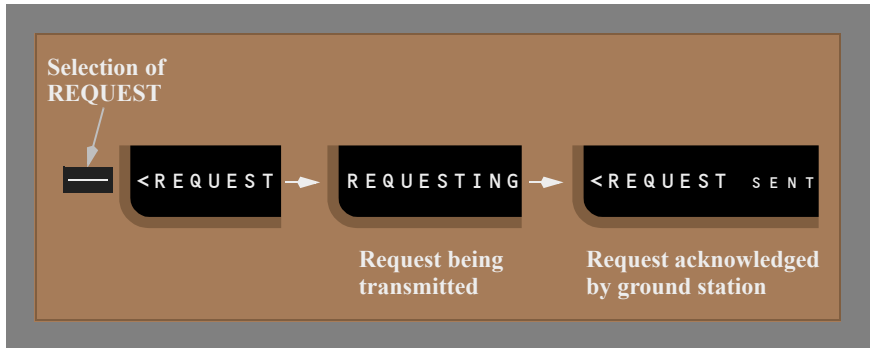 Selection of
REQUEST
<REQUEST
REQUESTING
<REQUEST SENT
Request being
transmitted
Request acknowledged
by ground station